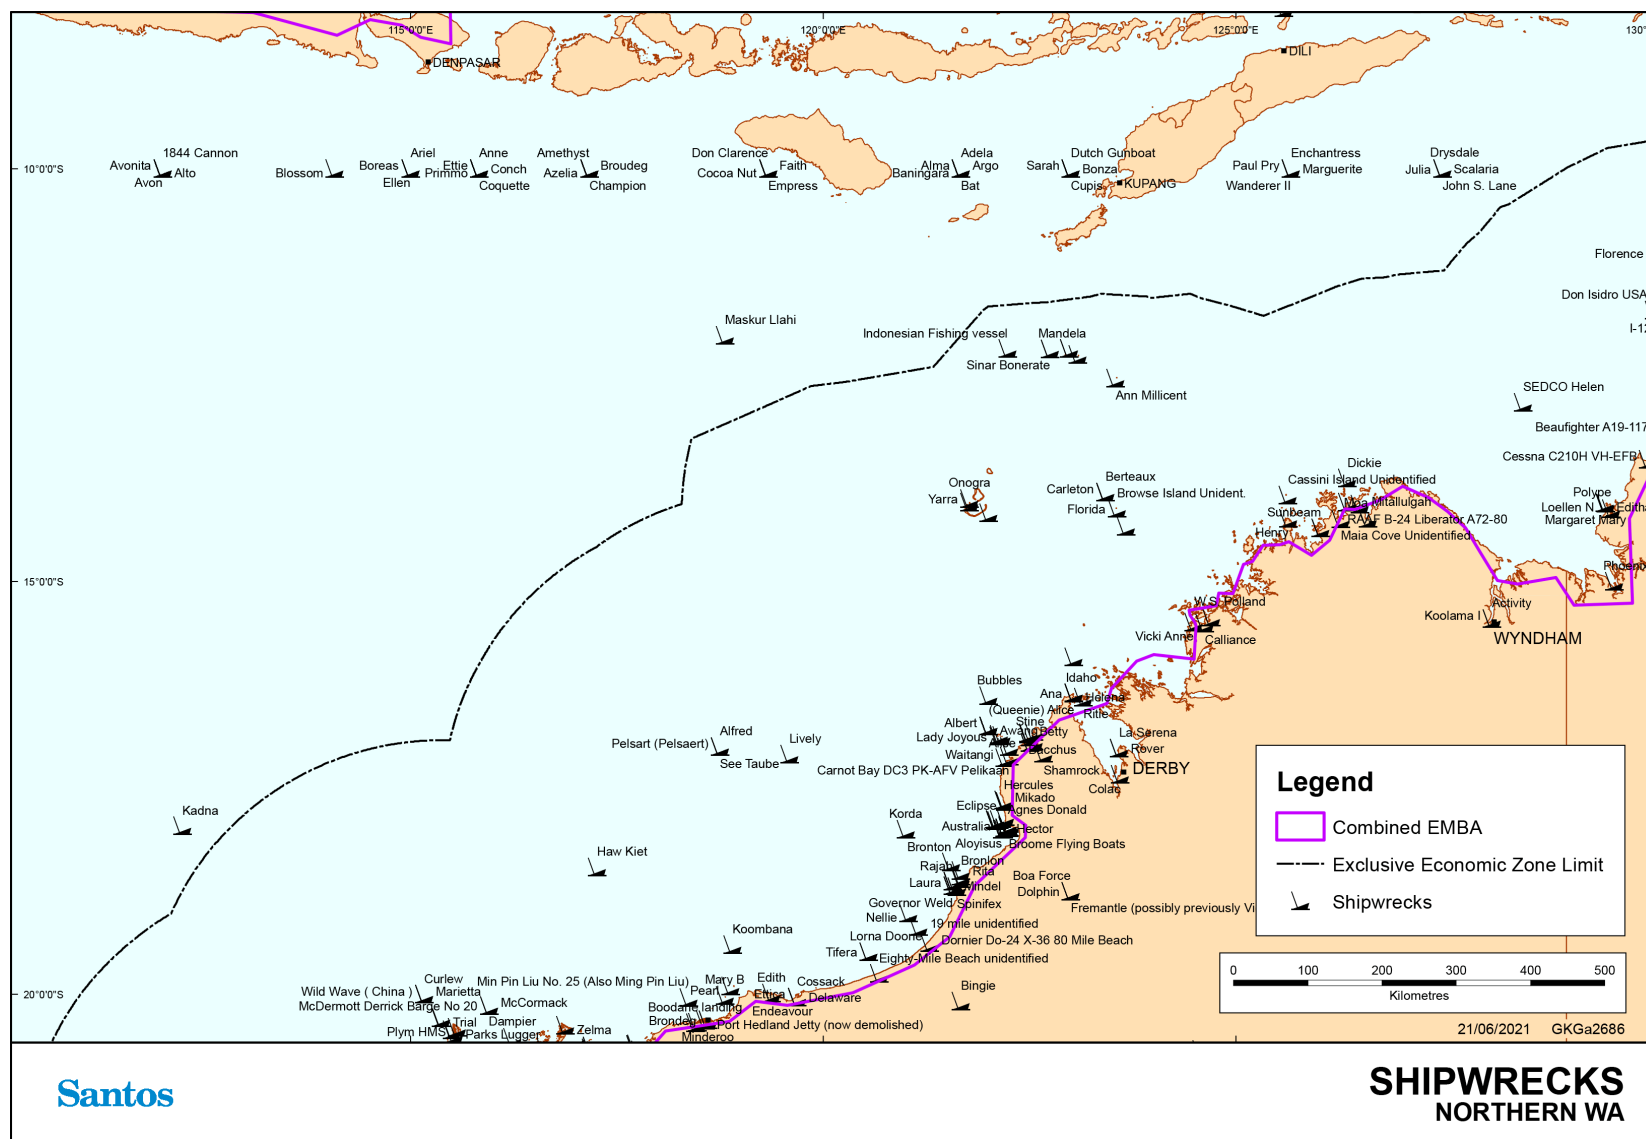 115°0'0"E
120°0'0"E
125°0'0"E
130°
DENPASAR
DILI
10°0'0"S
Avonita
1844 Cannon
Avon
Alto
Blossom
Boreas
Ariel
Ellen
Primmo
Ettie
Anne
Conch
Coquette
Amethyst
Azelia
Broudeg
Champion
Don Clarence
Cocoa Nut
Faith
Empress
Adela
Alma
Argo
Baningara
Bat
Sarah
Dutch Gunboat
Bonza
Cupis
KUPANG
Paul Pry
Enchantress
Marguerite
Wanderer II
Drysdale
Julia
Scalaria
John S. Lane
Florence
Don Isidro USA
I-12
Maskur Llahi
Indonesian Fishing vessel
Mandela
Sinar Bonerate
Ann Millicent
SEDCO Helen
Beaufighter A19-117
Cessna C210H VH-EFB
Dickie
Cassini Island Unidentified
Onogra
Yarra
Berteaux
Carleton
Browse Island Unident.
Florida
Moa
Mitallulgah
Sunbeam
RAAF B-24 Liberator A72-80
Henry
Maia Cove Unidentified
Polype
Loellen N
Editha
Margaret Mary
Phoenix
15°0'0"S
W.S. Rolland
Vicki Anne
Calliance
Koolama I
Activity
WYNDHAM
Bubbles
Idaho
Ana
Helena
(Queenie) Alice
Ritle
Albert
Stine
Awang
Betty
Lady Joyous
Alice
Bacchus
Waitangi
La Serena
Rover
Carnot Bay DC3 PK-AFV Pelikaan
Shamrock
DERBY
Colac
Alfred
Pelsart (Pelsaert)
Lively
See Taube
Kadna
Hercules
Mikado
Eclipse
Agnes Donald
Korda
Australia
Hector
Aloyisus
Broome Flying Boats
Haw Kiet
Bronton
Bronlon
Rajah
Rita
Laura
Mindel
Boa Force
Dolphin
Governor Weld
Spinifex
Fremantle (possibly previously Vi
Nellie
19 mile unidentified
Koombana
Lorna Doone
Dornier Do-24 X-36 80 Mile Beach
Tifera
Eighty-Mile Beach unidentified
20°0'0"S
Curlew
Min Pin Liu No. 25 (Also Ming Pin Liu)
Mary B
Edith
Cossack
Bingie
Wild Wave ( China )
Marietta
Pearl
Ettica
Delaware
McDermott Derrick Barge No 20
McCormack
Boodarie landing
Endeavour
Trial
Dampier
Bronden
Port Hedland Jetty (now demolished)
Plym HMS
Parks Lugger
Zelma
Minderoo
Legend
Combined EMBA
Exclusive Economic Zone Limit
Shipwrecks
0 100 200 300 400 500
Kilometres
21/06/2021 GKGa2686
Santos
SHIPWRECKS
NORTHERN WA